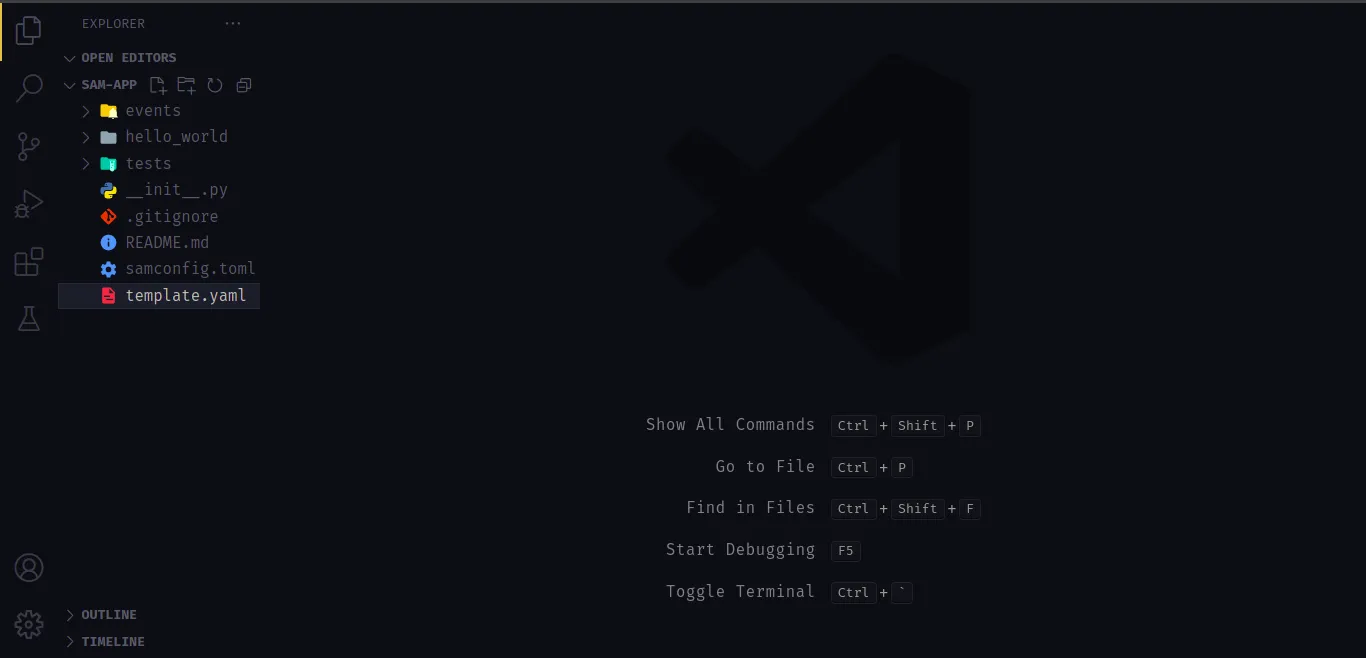 EXPLORER ···
OPEN EDITORS
SAM-APP
events
hello_world
tests
__init__.py
.gitignore
README.md
samconfig.toml
template.yaml
Show All Commands Ctrl + Shift + P
Go to File Ctrl + P
Find in Files Ctrl + Shift + F
Start Debugging F5
Toggle Terminal Ctrl + `
OUTLINE
TIMELINE